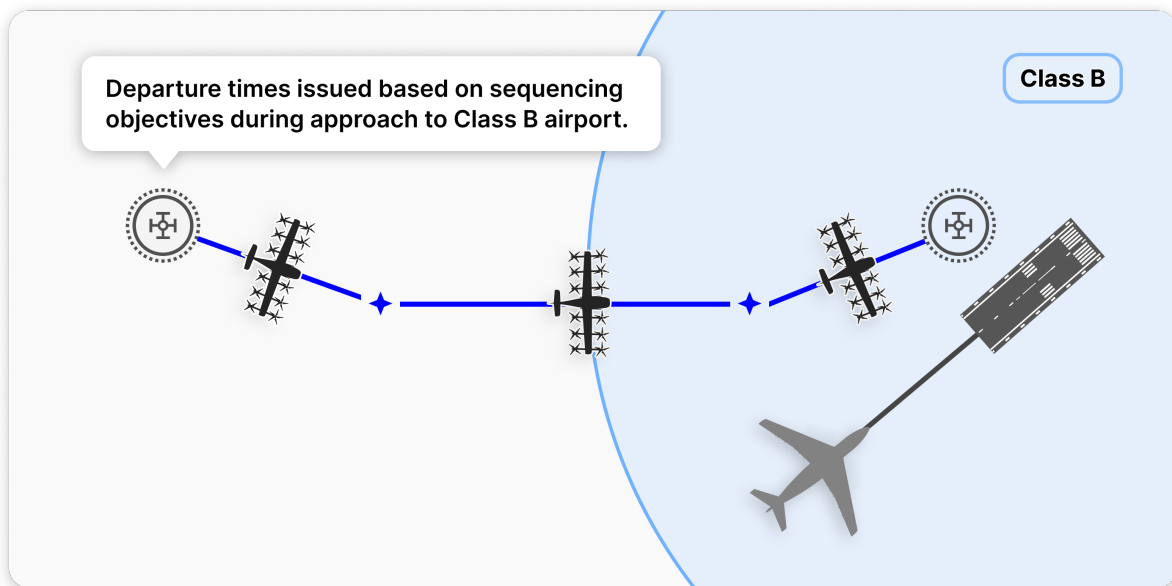 Departure times issued based on sequencing
objectives during approach to Class B airport.
Class B